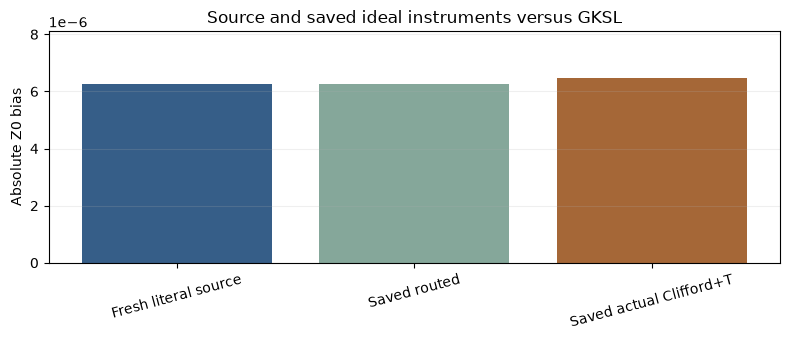 Source and saved ideal instruments versus GKSL
1e−6
Absolute Z0 bias
8
6
4
2
0
Fresh literal source
Saved routed
Saved actual Clifford+T